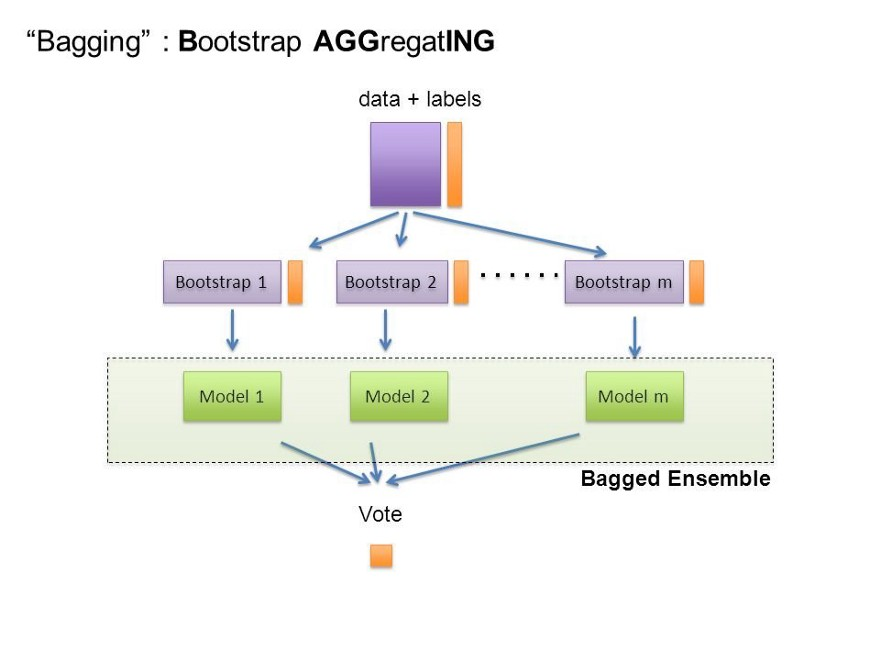 “Bagging” : Bootstrap AGGregatING
data + labels
Bootstrap 1
Bootstrap 2
......
Bootstrap m
Model 1
Model 2
Model m
Bagged Ensemble
Vote